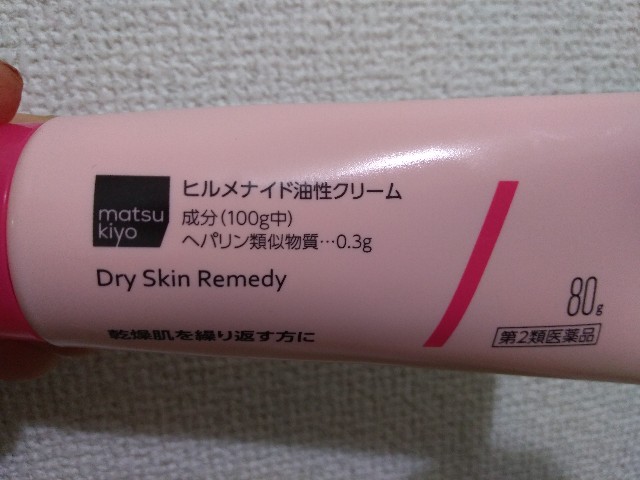 matsu
kiyo
ヒルメナイド油性クリーム
成分(100g中)
ヘパリン類似物質…0.3g
Dry Skin Remedy
乾燥肌を繰り返す方に
80g
第2類医薬品